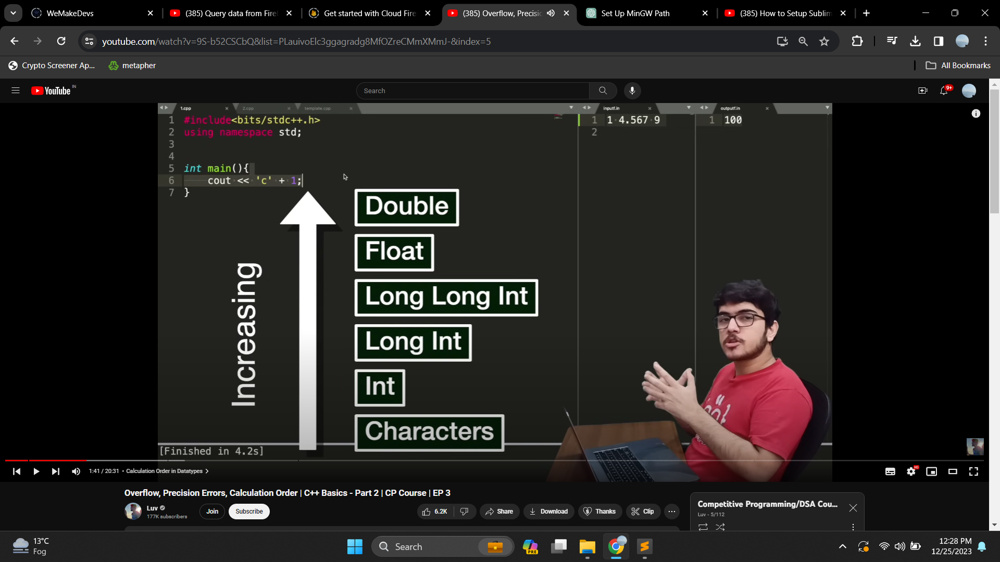 WeMakeDevs
(385) Query data from Fire
Get started with Cloud Fire
(385) Overflow, Precisio
Set Up MinGW Path
(385) How to Setup Sublim
youtube.com/watch?v=9S-b52CSCbQ&list=PLauivoElc3ggagradg8MfOZreCMmXMmJ-&index=5
Crypto Screener Ap...
metapher
All Bookmarks
YouTube IN
Search
9+
1.cpp
2.cpp
template.cpp
inputf.in
outputf.in
1 #include<bits/stdc++.h>
2 using namespace std;
3
4
5 int main(){
6 cout << 'c' + 1;
7 }
1 1 4.567 9
2
1 100
Increasing
Double
Float
Long Long Int
Long Int
Int
Characters
[Finished in 4.2s]
1:41 / 20:31 • Calculation Order in Datatypes
HD
Overflow, Precision Errors, Calculation Order | C++ Basics - Part 2 | CP Course | EP 3
Luv
177K subscribers
Join
Subscribe
6.2K
Share
Download
Thanks
Clip
Competitive Programming/DSA Cou...
Luv - 5/112
13°C
Fog
Search
PRE
12:28 PM
12/25/2023